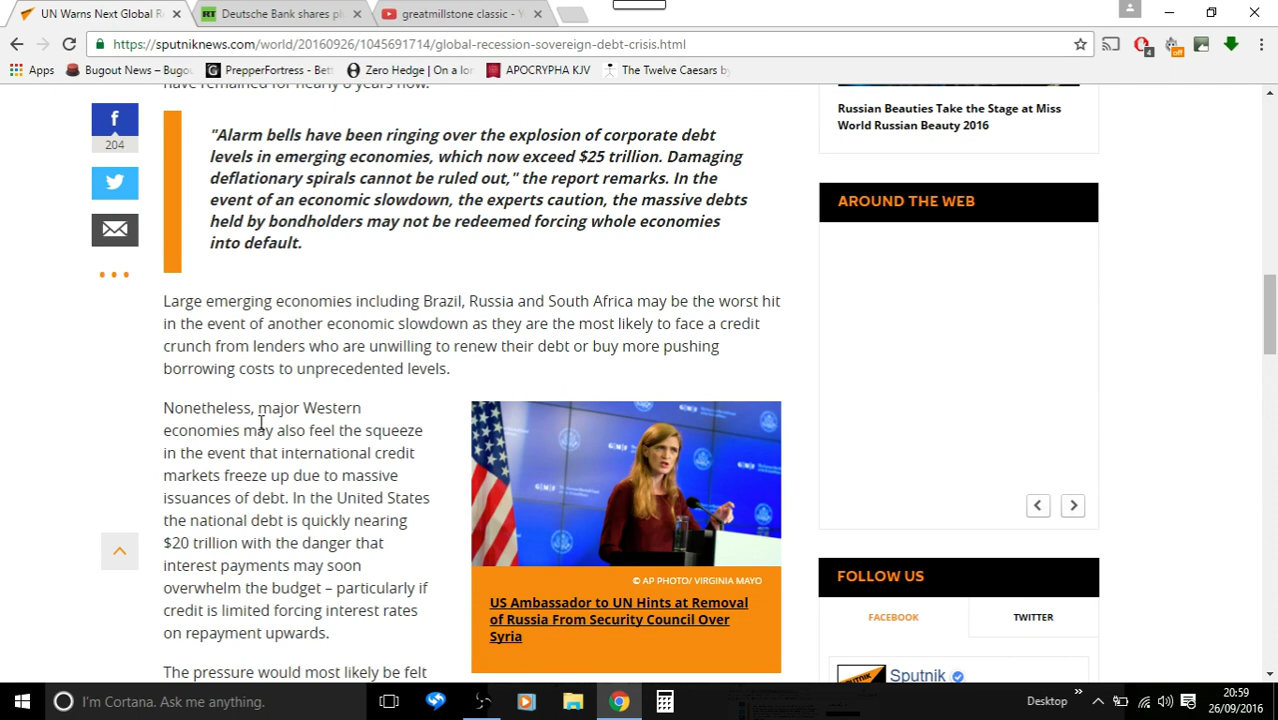 UN Warns Next Global R
Deutsche Bank shares pl
greatmillstone classic - Y
https://sputniknews.com/world/20160926/1045691714/global-recession-sovereign-debt-crisis.html
4
off
Apps
Bugout News – Bugo
PrepperFortress - Bett
Zero Hedge | On a lon
APOCRYPHA KJV
The Twelve Caesars by
have remained for nearly 8 years now.
f
204
"Alarm bells have been ringing over the explosion of corporate debt
levels in emerging economies, which now exceed $25 trillion. Damaging
deflationary spirals cannot be ruled out," the report remarks. In the
event of an economic slowdown, the experts caution, the massive debts
held by bondholders may not be redeemed forcing whole economies
into default.
Large emerging economies including Brazil, Russia and South Africa may be the worst hit
in the event of another economic slowdown as they are the most likely to face a credit
crunch from lenders who are unwilling to renew their debt or buy more pushing
borrowing costs to unprecedented levels.
Nonetheless, major Western
economies may also feel the squeeze
in the event that international credit
markets freeze up due to massive
issuances of debt. In the United States
the national debt is quickly nearing
$20 trillion with the danger that
interest payments may soon
overwhelm the budget – particularly if
credit is limited forcing interest rates
on repayment upwards.
The pressure would most likely be felt
G|M|F
© AP PHOTO/ VIRGINIA MAYO
US Ambassador to UN Hints at Removal
of Russia From Security Council Over
Syria
Russian Beauties Take the Stage at Miss
World Russian Beauty 2016
AROUND THE WEB
FOLLOW US
FACEBOOK
TWITTER
Sputnik
I'm Cortana. Ask me anything.
Desktop
20:59
26/09/2016